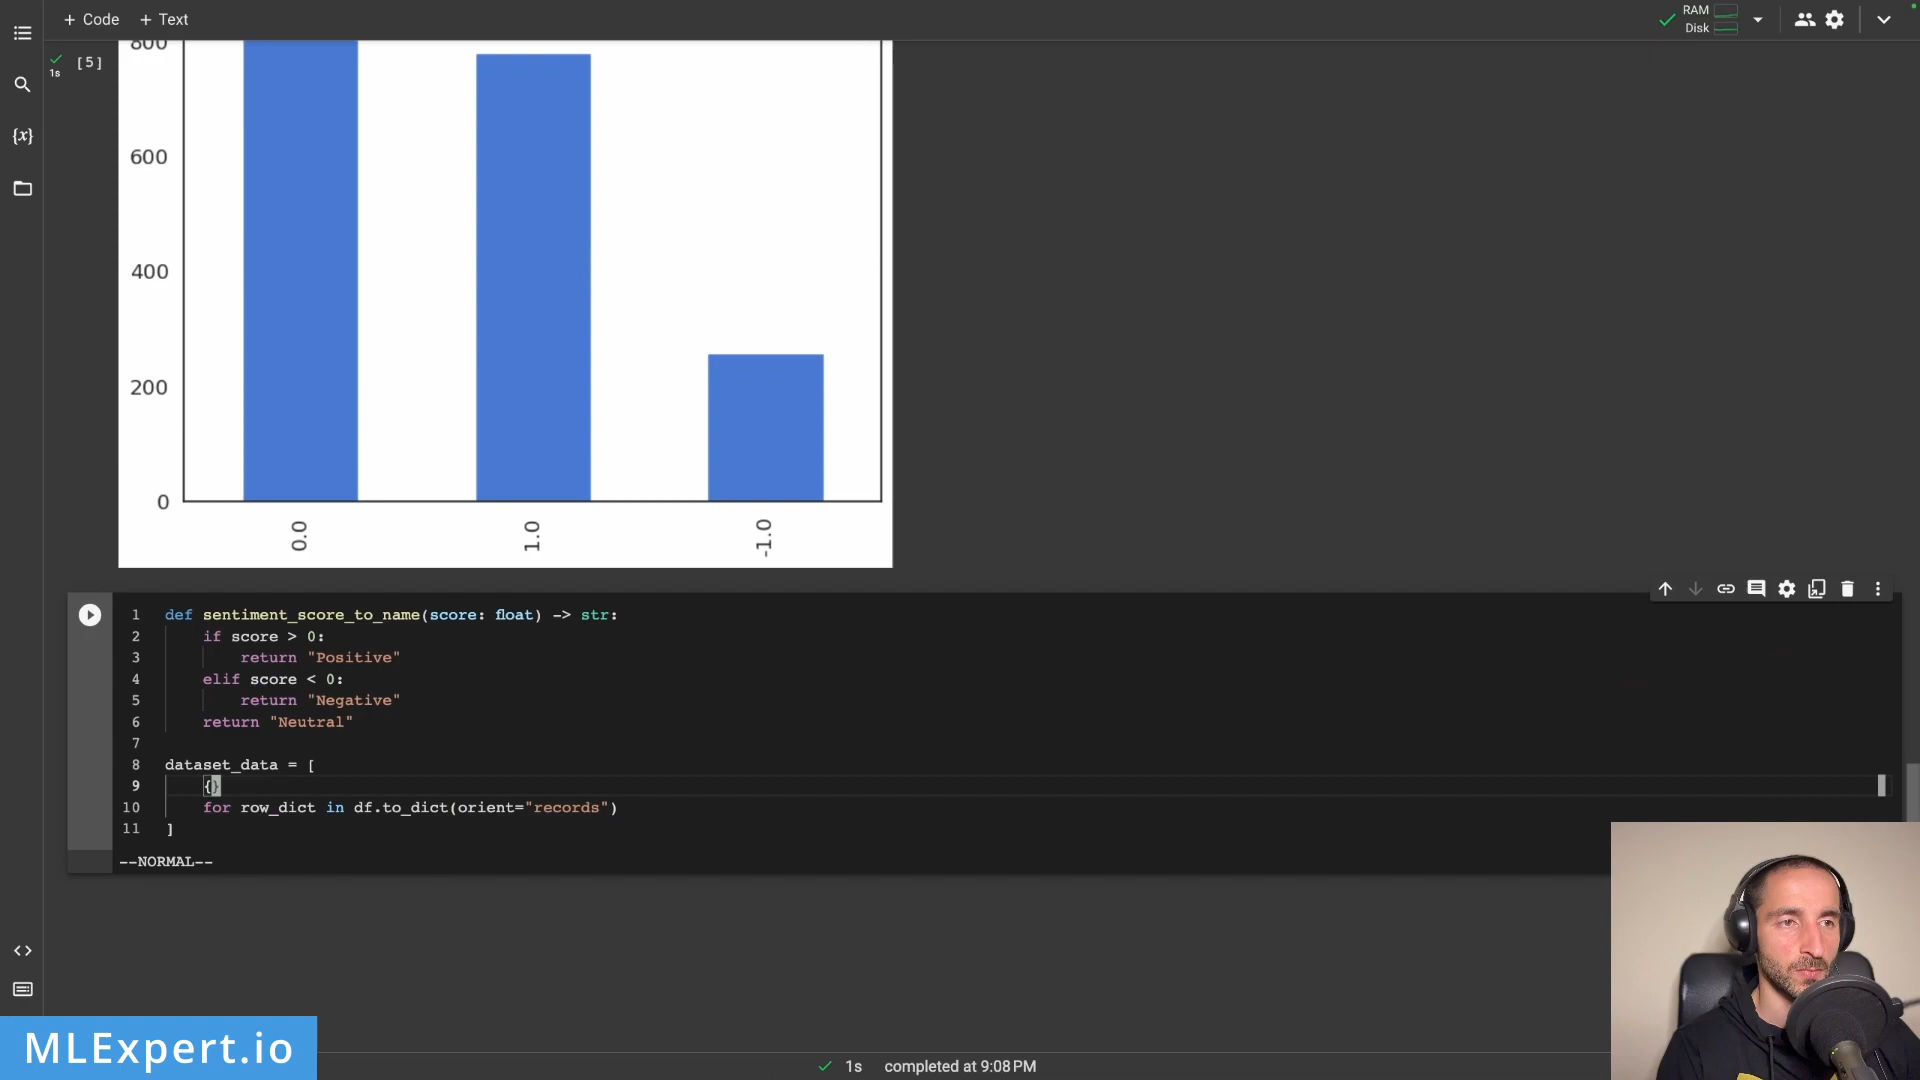 + Code + Text
RAM
Disk
800
1s
[5]
{x}
600
400
200
0
0.0
1.0
-1.0
1 def sentiment_score_to_name(score: float) -> str:
2 if score > 0:
3 return "Positive"
4 elif score < 0:
5 return "Negative"
6 return "Neutral"
7
8 dataset_data = [
9 {}
10 for row_dict in df.to_dict(orient="records")
11 ]
--NORMAL--
MLExpert.io
1s completed at 9:08 PM